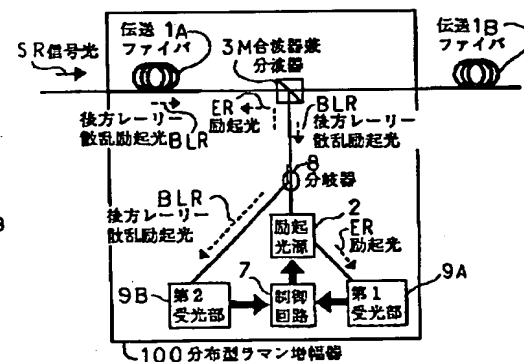 伝送 1A
ファイバ
伝送 1B
ファイバ
SR信号光
3M合波器兼
分波器
ER
励起光
BLR
後方レーリー
散乱励起光
後方レーリー
散乱励起光BLR
8
分岐器
BLR
後方レーリー
散乱励起光
励起
光源
2
ER
励起光
7
制御
回路
9B
第2
受光部
第1
受光部
9A
100分布型ラマン増幅器